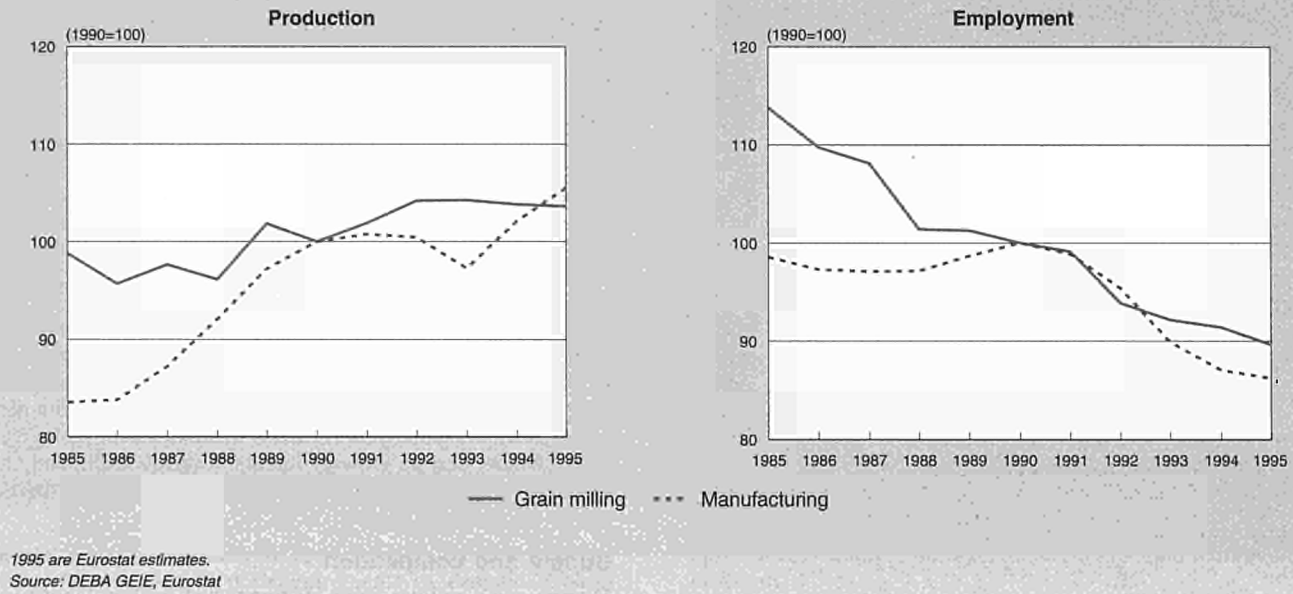 Production
(1990=100)
120
110
100
90
80
1985 1986 1987 1988 1989 1990 1991 1992 1993 1994 1995
Employment
(1990=100)
120
110
100
90
80
1985 1986 1987 1988 1989 1990 1991 1992 1993 1994 1995
Grain milling Manufacturing
1995 are Eurostat estimates.
Source: DEBA GEIE, Eurostat